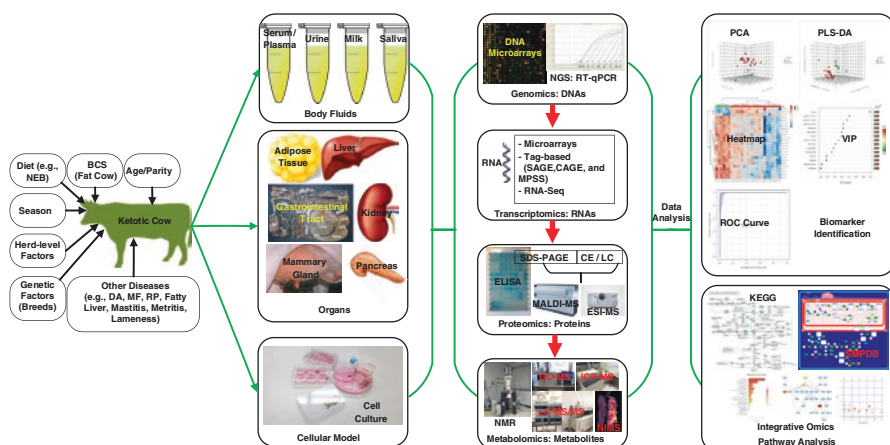 Diet (e.g.,
NEB)
BCS
(Fat Cow)
Age/Parity
Season
Ketotic Cow
Herd-level
Factors
Genetic
Factors
(Breeds)
Other Diseases
(e.g., DA, MF, RP, Fatty
Liver, Mastitis, Metritis,
Lameness)
Serum/
Plasma
Urine
Milk
Saliva
Body Fluids
Adipose
Tissue
Liver
Gastrointestinal
Tract
Kidney
Mammary
Gland
Pancreas
Organs
Cell
Culture
Cellular Model
DNA
Microarrays
NGS: RT-qPCR
Genomics: DNAs
RNA
- Microarrays
- Tag-based
(SAGE,CAGE, and
MPSS)
- RNA-Seq
Transcriptomics: RNAs
SDS-PAGE
CE / LC
ELISA
MALDI-MS
ESI-MS
Proteomics: Proteins
NMR
GC-MS
ICP-MS
LC-MS/MS
NIMS
Metabolomics: Metabolites
Data
Analysis
PCA
PLS-DA
Heatmap
VIP
ROC Curve
Biomarker
Identification
KEGG
SMPDB
Integrative Omics
Pathway Analysis